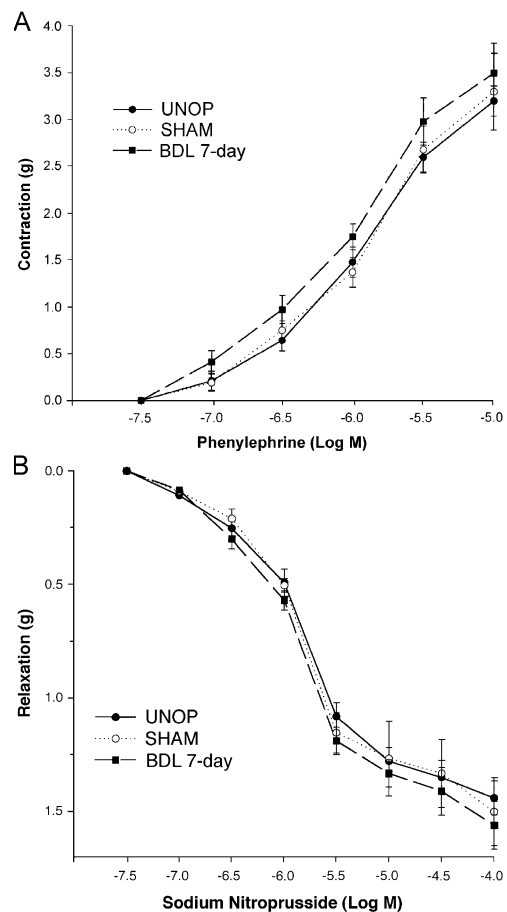 A
4.0
3.5
3.0
2.5
2.0
1.5
1.0
0.5
0.0
Contraction (g)
UNOP
SHAM
BDL 7-day
-7.5 -7.0 -6.5 -6.0 -5.5 -5.0
Phenylephrine (Log M)
B
0.0
0.5
1.0
1.5
Relaxation (g)
UNOP
SHAM
BDL 7-day
-7.5 -7.0 -6.5 -6.0 -5.5 -5.0 -4.5 -4.0
Sodium Nitroprusside (Log M)